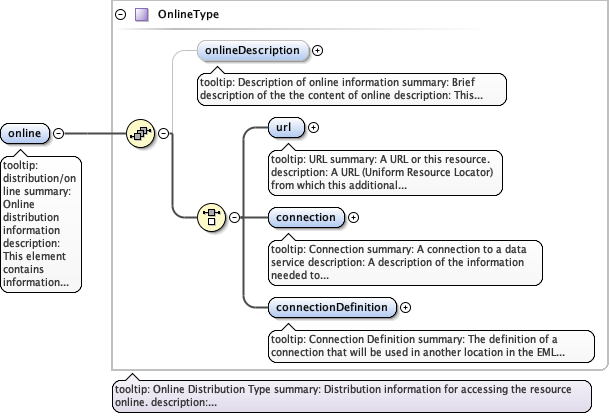 OnlineType
onlineDescription
tooltip: Description of online information summary: Brief
description of the the content of online description: This...
online
tooltip:
distribution/on
line summary:
Online
distribution
information
description:
This element
contains
information...
url
tooltip: URL summary: A URL or this resource.
description: A URL (Uniform Resource Locator)
from which this additional...
connection
tooltip: Connection summary: A connection to a data
service description: A description of the information
needed to...
connectionDefinition
tooltip: Connection Definition summary: The definition of a
connection that will be used in another location in the EML...
tooltip: Online Distribution Type summary: Distribution information for accessing the resource
online. description:...